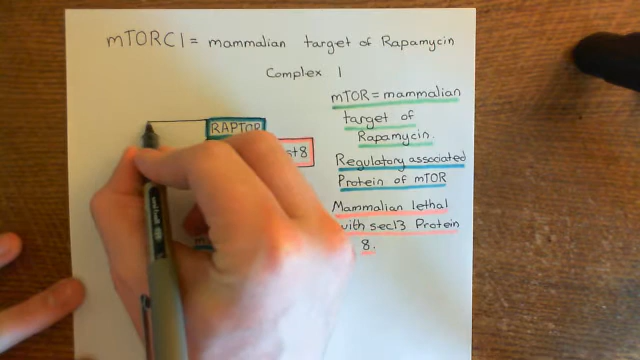 mTORC1 = mammalian target of Rapamycin
Complex 1
mTOR = mammalian
target of
Rapamycin.
RAPTOR
st8
Regulatory associated
Protein of mTOR
Mammalian lethal
with sec13 Protein
8.